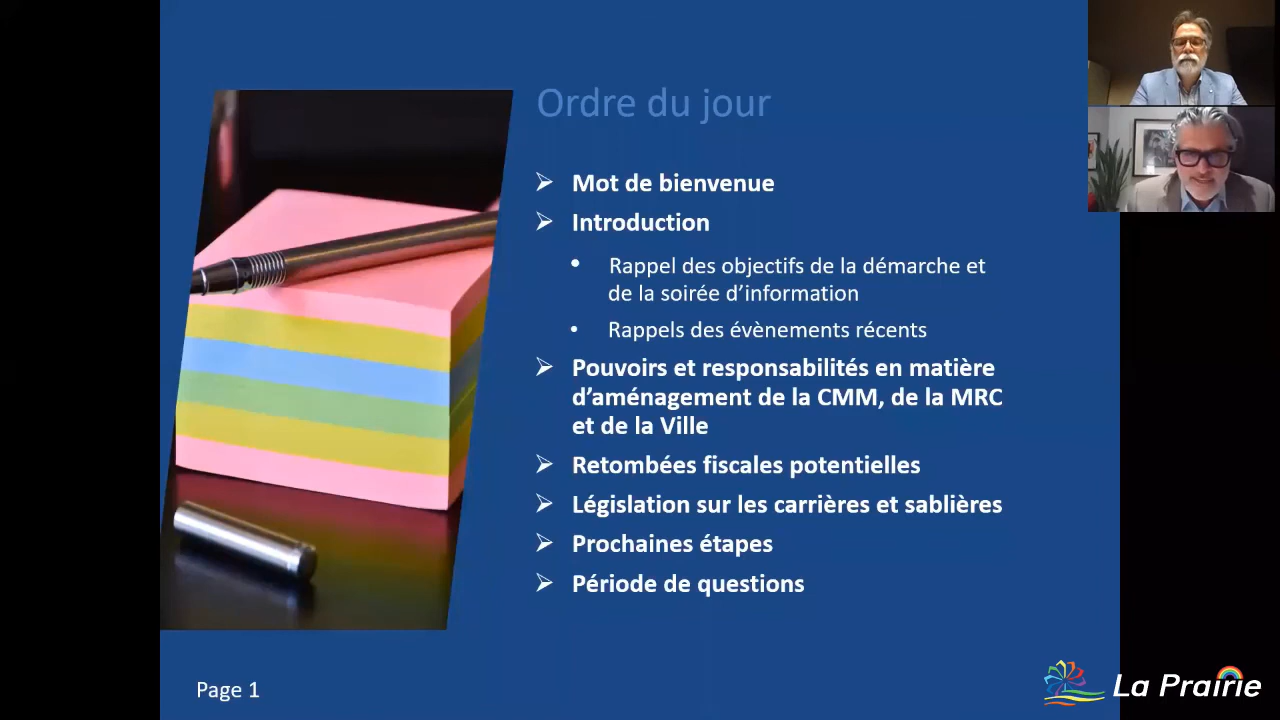 Ordre du jour
Mot de bienvenue
Introduction
Rappel des objectifs de la démarche et
de la soirée d’information
Rappels des évènements récents
Pouvoirs et responsabilités en matière
d’aménagement de la CMM, de la MRC
et de la Ville
Retombées fiscales potentielles
Législation sur les carrières et sablières
Prochaines étapes
Période de questions
Page 1
La Prairie